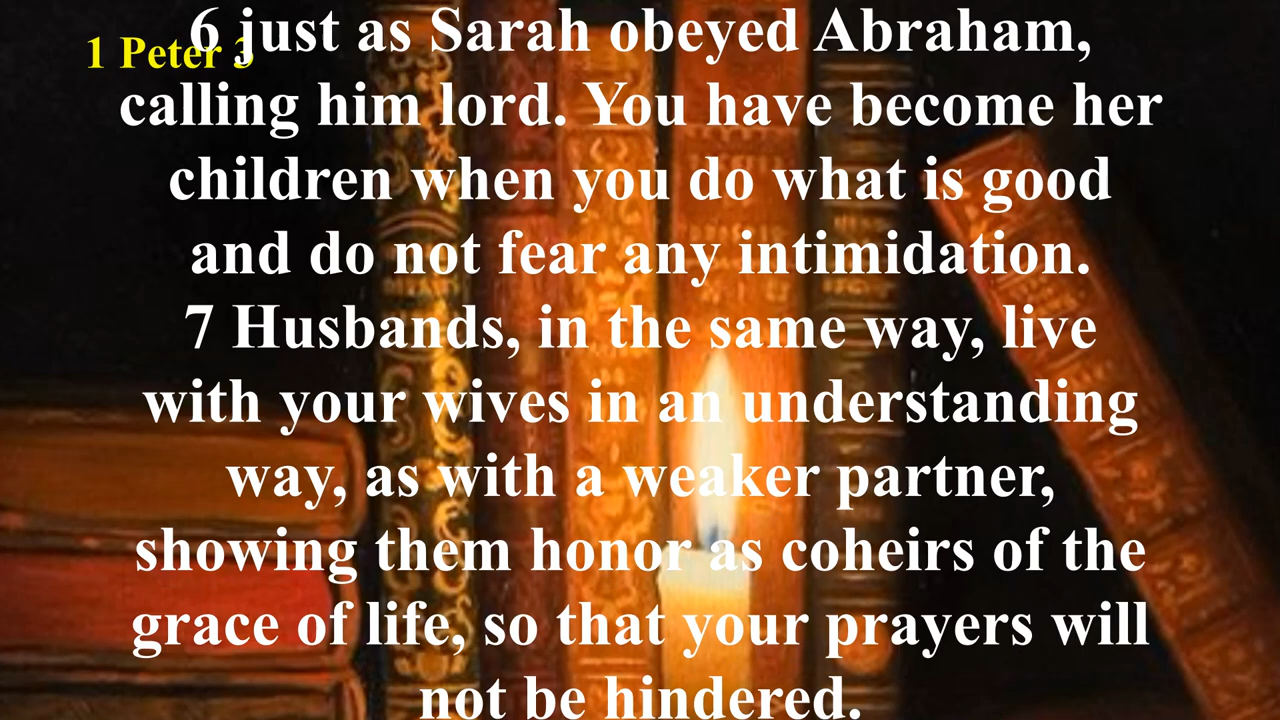 1 Peter 3
6 just as Sarah obeyed Abraham,
calling him lord. You have become her
children when you do what is good
and do not fear any intimidation.
7 Husbands, in the same way, live
with your wives in an understanding
way, as with a weaker partner,
showing them honor as coheirs of the
grace of life, so that your prayers will
not be hindered.